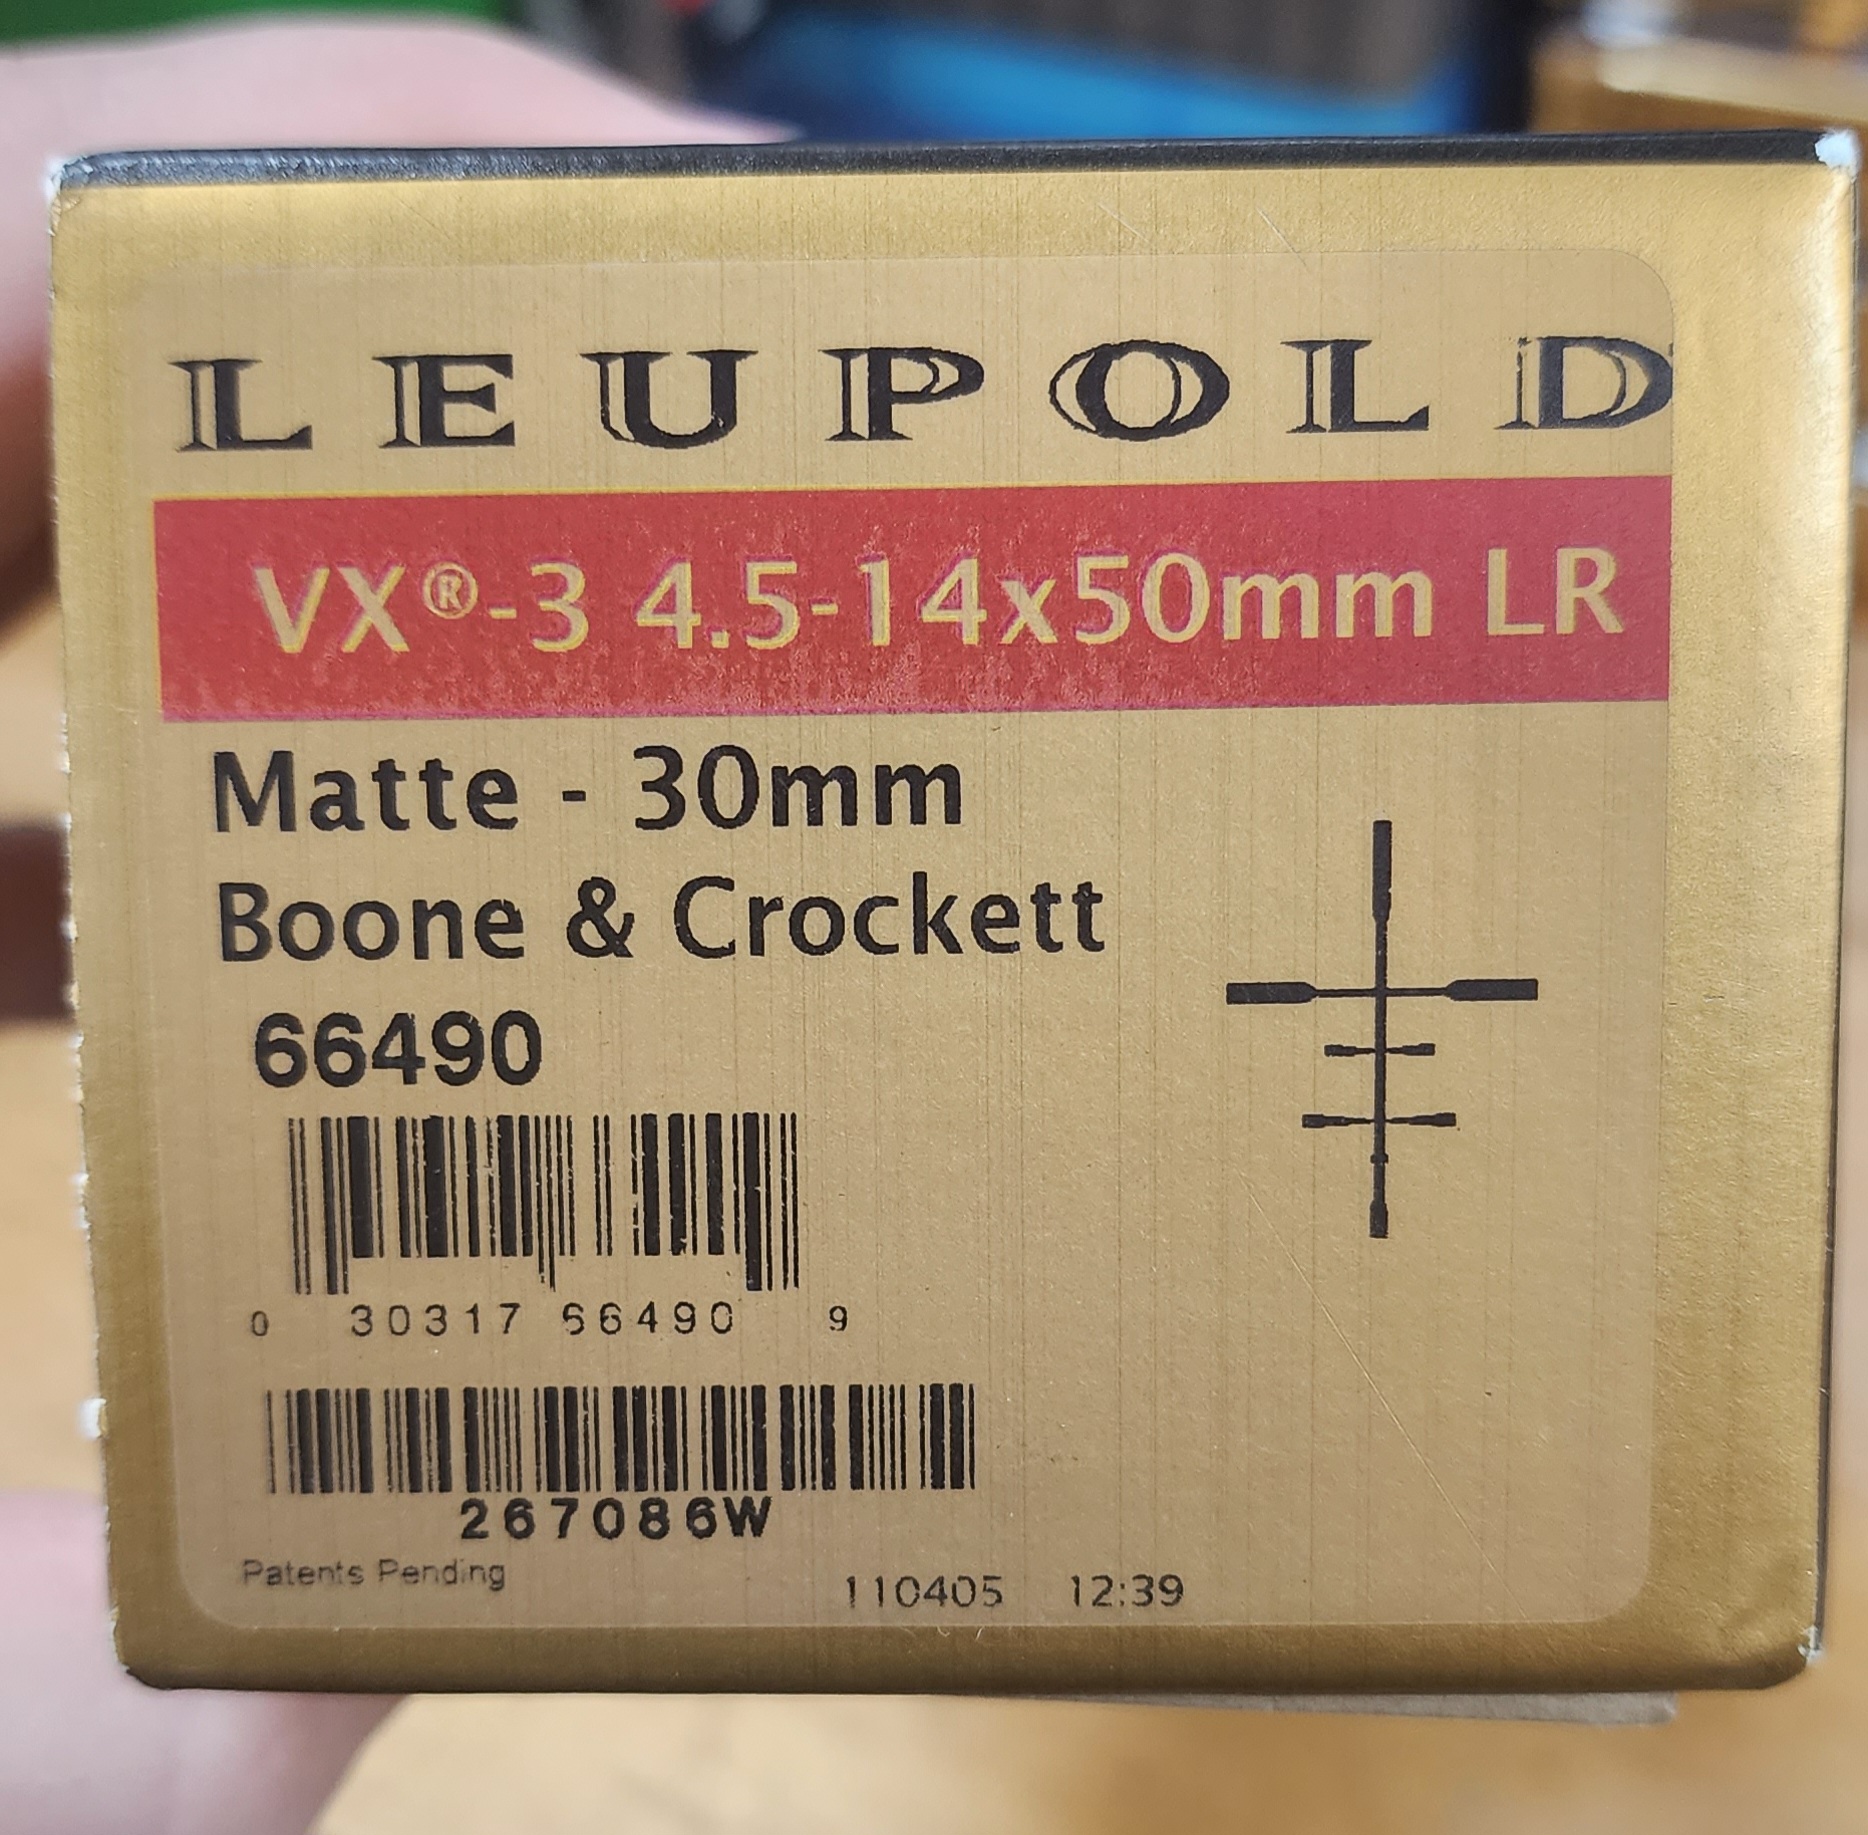 LEUPOLD
VX®-3 4.5-14x50mm LR
Matte - 30mm
Boone & Crockett
66490
0 30317 66490 9
267086W
Patents Pending
110405 12:39